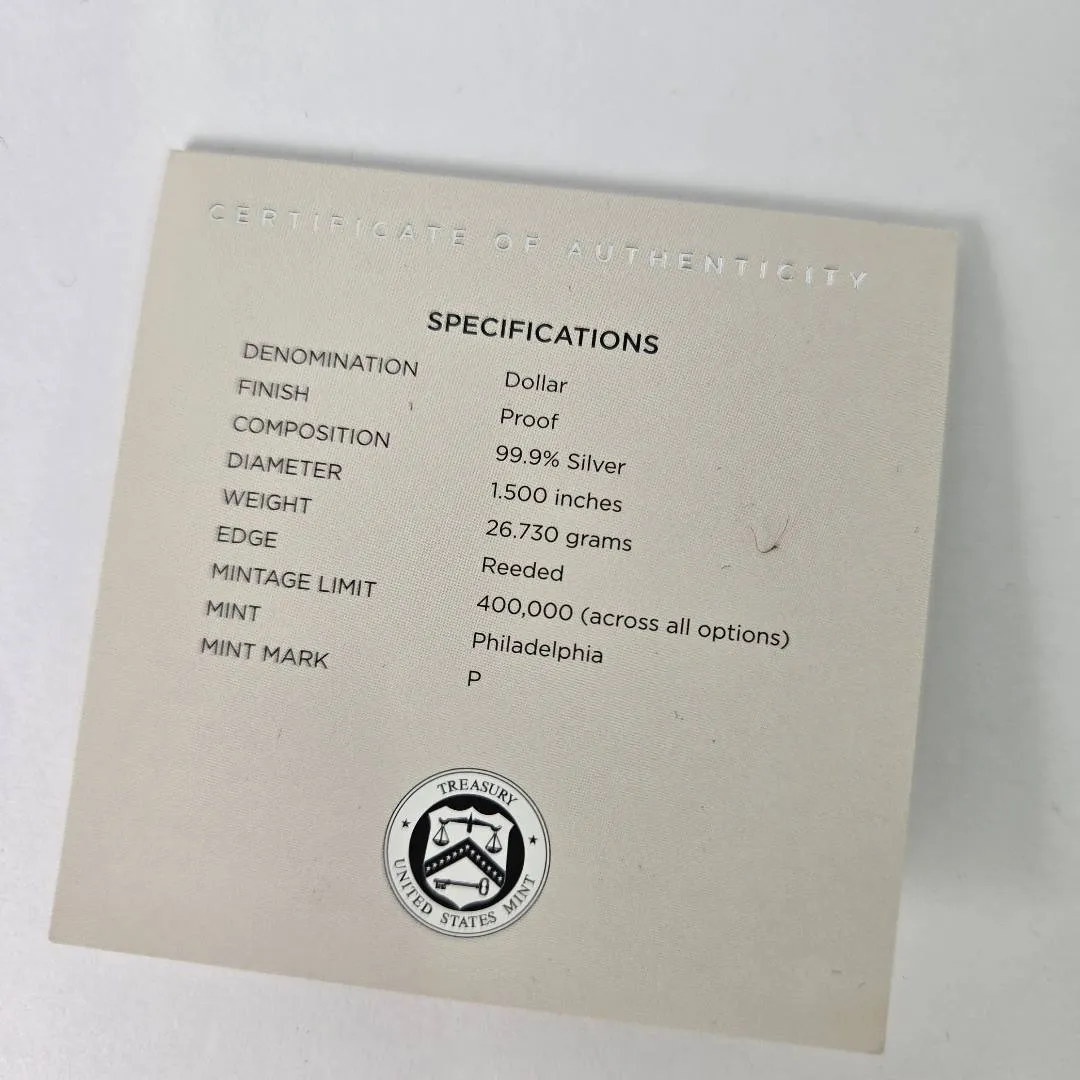 CERTIFICATE OF AUTHENTICITY
SPECIFICATIONS
DENOMINATION Dollar
FINISH Proof
COMPOSITION 99.9% Silver
DIAMETER 1.500 inches
WEIGHT 26.730 grams
EDGE Reeded
MINTAGE LIMIT 400,000 (across all options)
MINT Philadelphia
MINT MARK P
TREASURY
UNITED STATES MINT